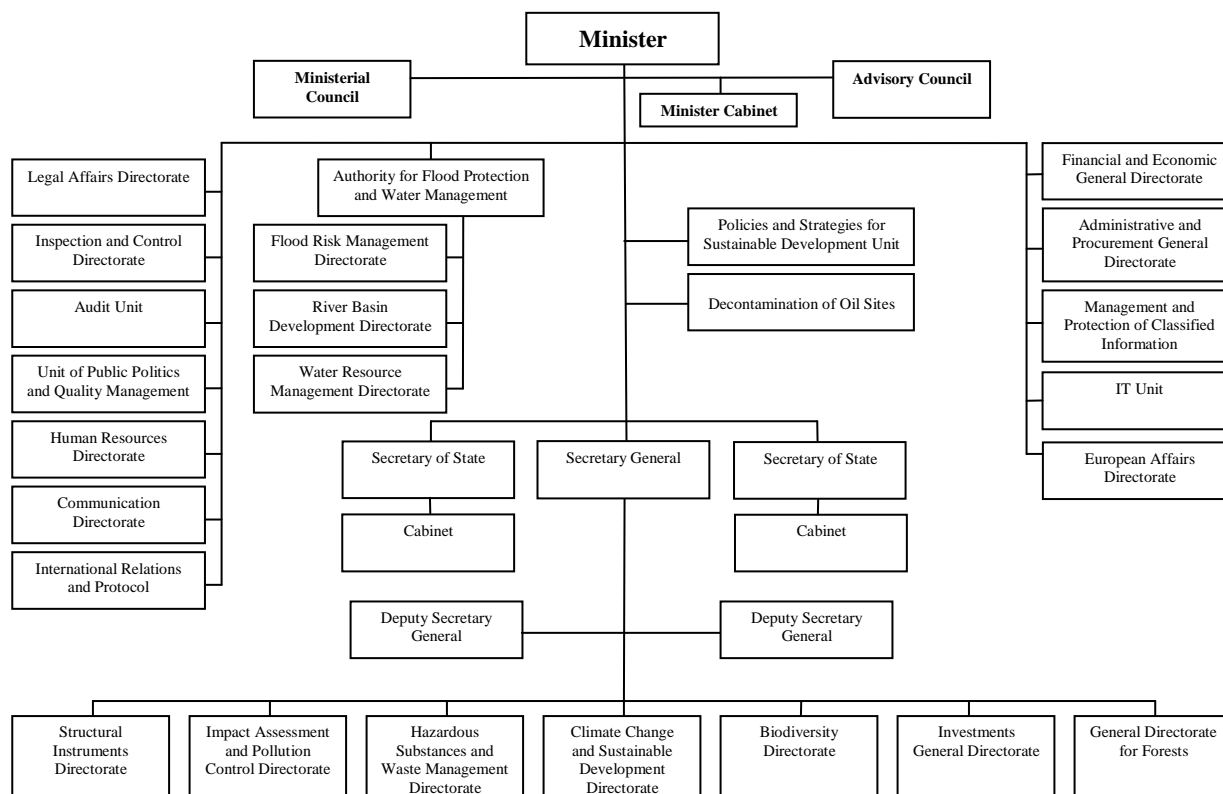 Minister
Ministerial
Council
Advisory Council
Minister Cabinet
Legal Affairs Directorate
Inspection and Control
Directorate
Audit Unit
Unit of Public Politics
and Quality Management
Human Resources
Directorate
Communication
Directorate
International Relations
and Protocol
Authority for Flood Protection
and Water Management
Flood Risk Management
Directorate
River Basin
Development Directorate
Water Resource
Management Directorate
Policies and Strategies for
Sustainable Development Unit
Decontamination of Oil Sites
Financial and Economic
General Directorate
Administrative and
Procurement General
Directorate
Management and
Protection of Classified
Information
IT Unit
European Affairs
Directorate
Secretary of State
Secretary General
Secretary of State
Cabinet
Cabinet
Deputy Secretary
General
Deputy Secretary
General
Structural
Instruments
Directorate
Impact Assessment
and Pollution
Control Directorate
Hazardous
Substances and
Waste Management
Directorate
Climate Change
and Sustainable
Development
Directorate
Biodiversity
Directorate
Investments
General Directorate
General Directorate
for Forests